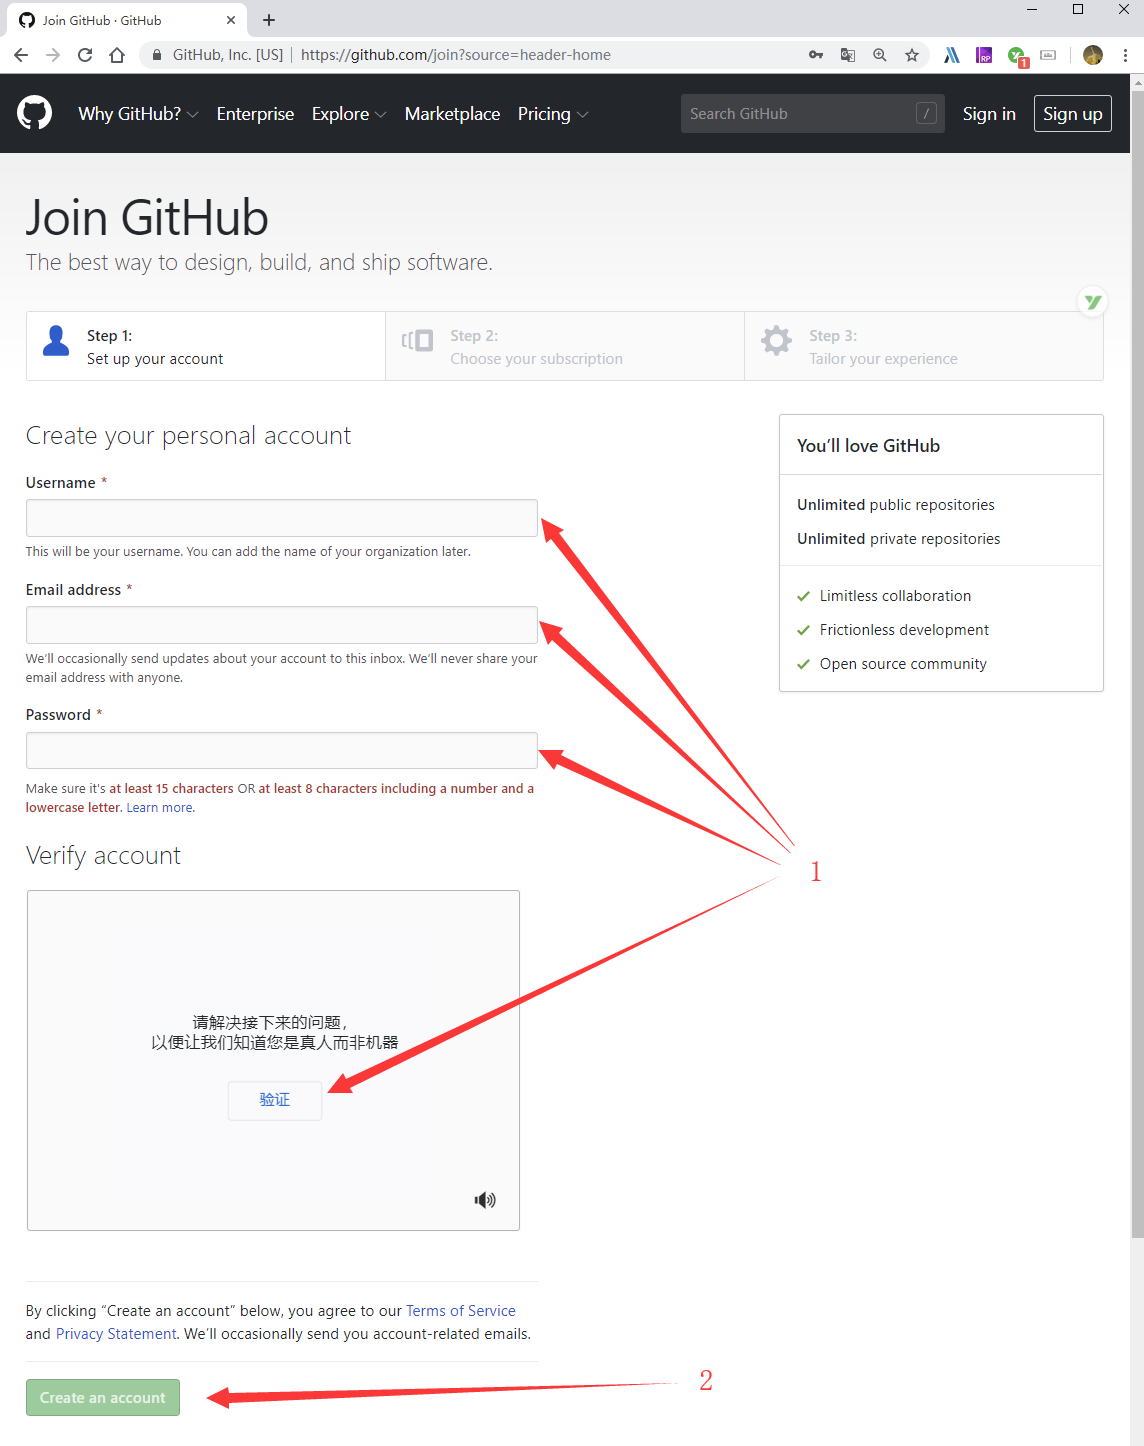 Join GitHub · GitHub
GitHub, Inc. [US] | https://github.com/join?source=header-home
RP
1
Why GitHub? Enterprise Explore Marketplace Pricing
Search GitHub /
Sign in Sign up
Join GitHub
The best way to design, build, and ship software.
Step 1:
Set up your account
Step 2:
Choose your subscription
Step 3:
Tailor your experience
Create your personal account
Username *
This will be your username. You can add the name of your organization later.
Email address *
We’ll occasionally send updates about your account to this inbox. We’ll never share your
email address with anyone.
Password *
Make sure it's at least 15 characters OR at least 8 characters including a number and a
lowercase letter. Learn more.
You’ll love GitHub
Unlimited public repositories
Unlimited private repositories
Limitless collaboration
Frictionless development
Open source community
Verify account
1
请解决接下来的问题，
以便让我们知道您是真人而非机器
验证
By clicking “Create an account” below, you agree to our Terms of Service
and Privacy Statement. We’ll occasionally send you account-related emails.
Create an account
2